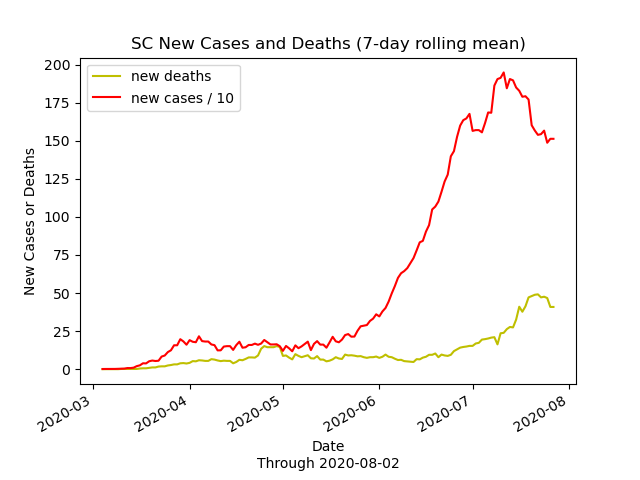 SC New Cases and Deaths (7-day rolling mean)
new deaths
new cases / 10
200
175
150
125
100
75
50
25
0
New Cases or Deaths
2020-03
2020-04
2020-05
2020-06
2020-07
2020-08
Date
Through 2020-08-02